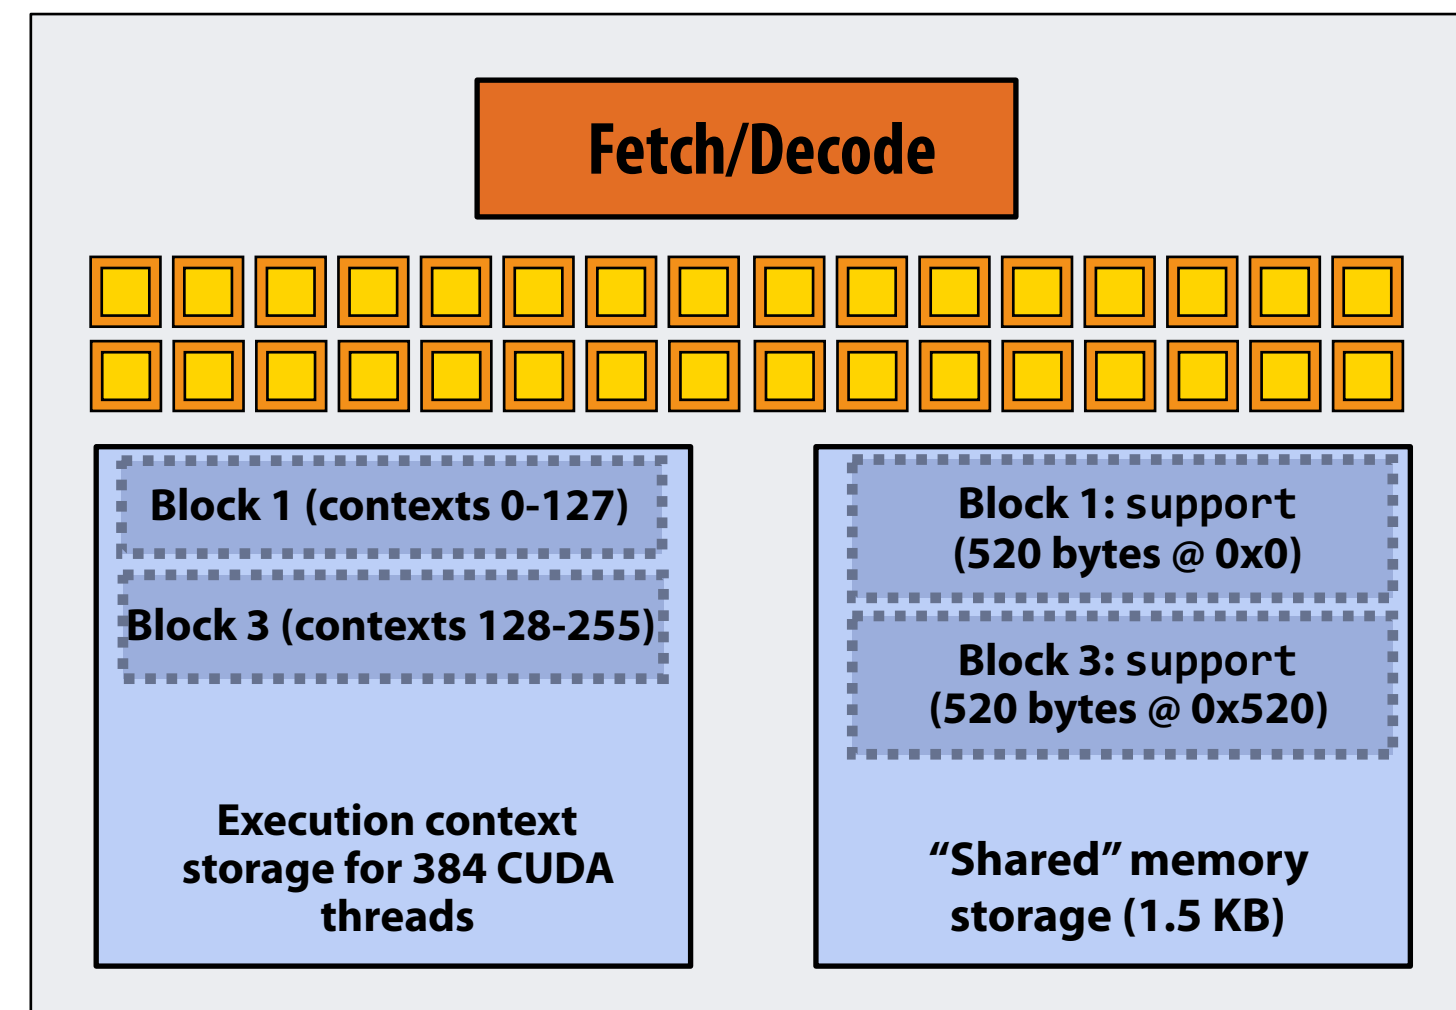 Fetch/Decode
Block 1 (contexts 0-127)
Block 3 (contexts 128-255)
Execution context
storage for 384 CUDA
threads
Block 1: support
(520 bytes @ 0x0)
Block 3: support
(520 bytes @ 0x520)
“Shared” memory
storage (1.5 KB)